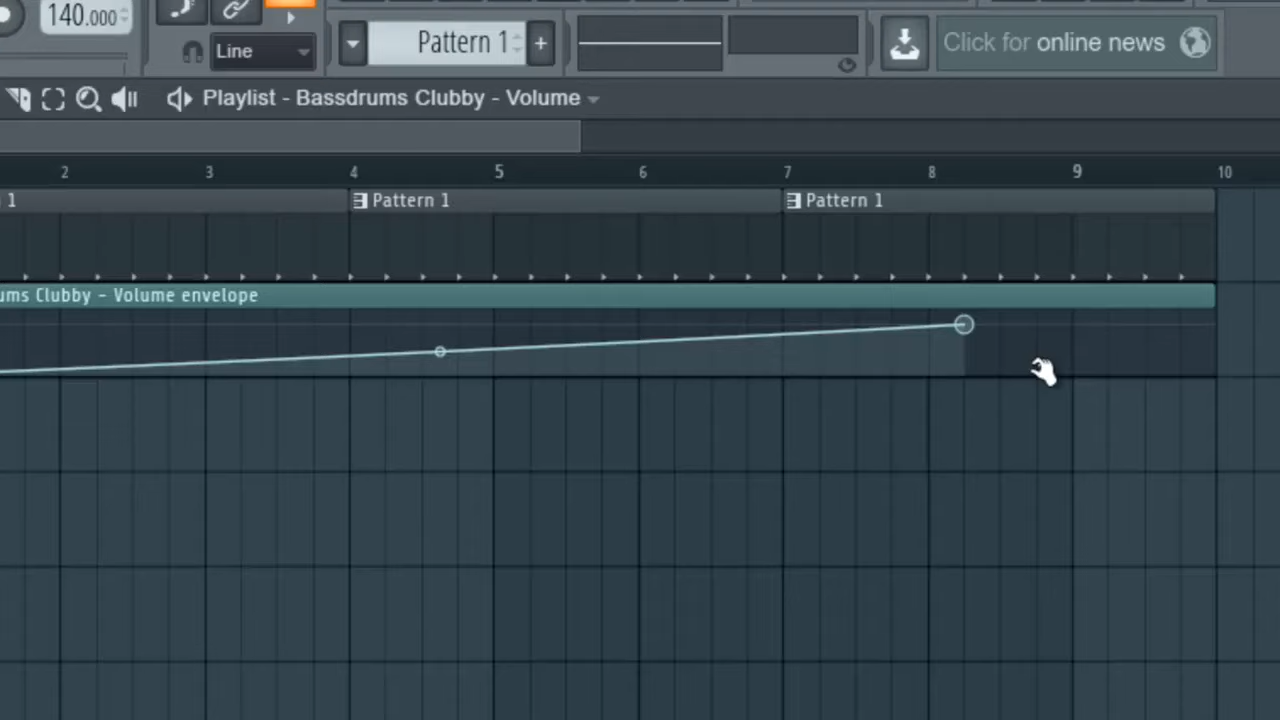 140.000
Line
Pattern 1
+
Click for online news
Playlist - Bassdrums Clubby - Volume
2 3 4 5 6 7 8 9 10
1 Pattern 1 Pattern 1
ums Clubby - Volume envelope